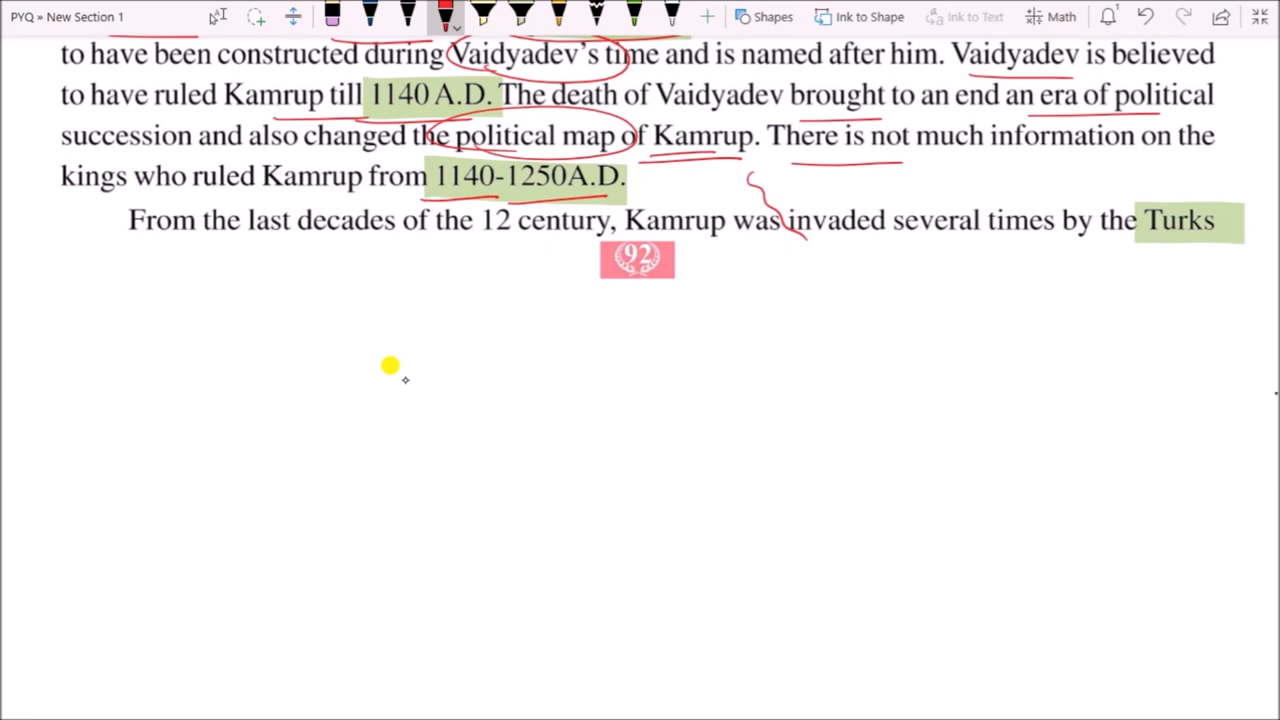 PYQ » New Section 1
Shapes
Ink to Shape
Ink to Text
Math
1
to have been constructed during Vaidyadev's time and is named after him. Vaidyadev is believed
to have ruled Kamrup till 1140 A.D. The death of Vaidyadev brought to an end an era of political
succession and also changed the political map of Kamrup. There is not much information on the
kings who ruled Kamrup from 1140-1250A.D.
From the last decades of the 12 century, Kamrup was invaded several times by the Turks
92